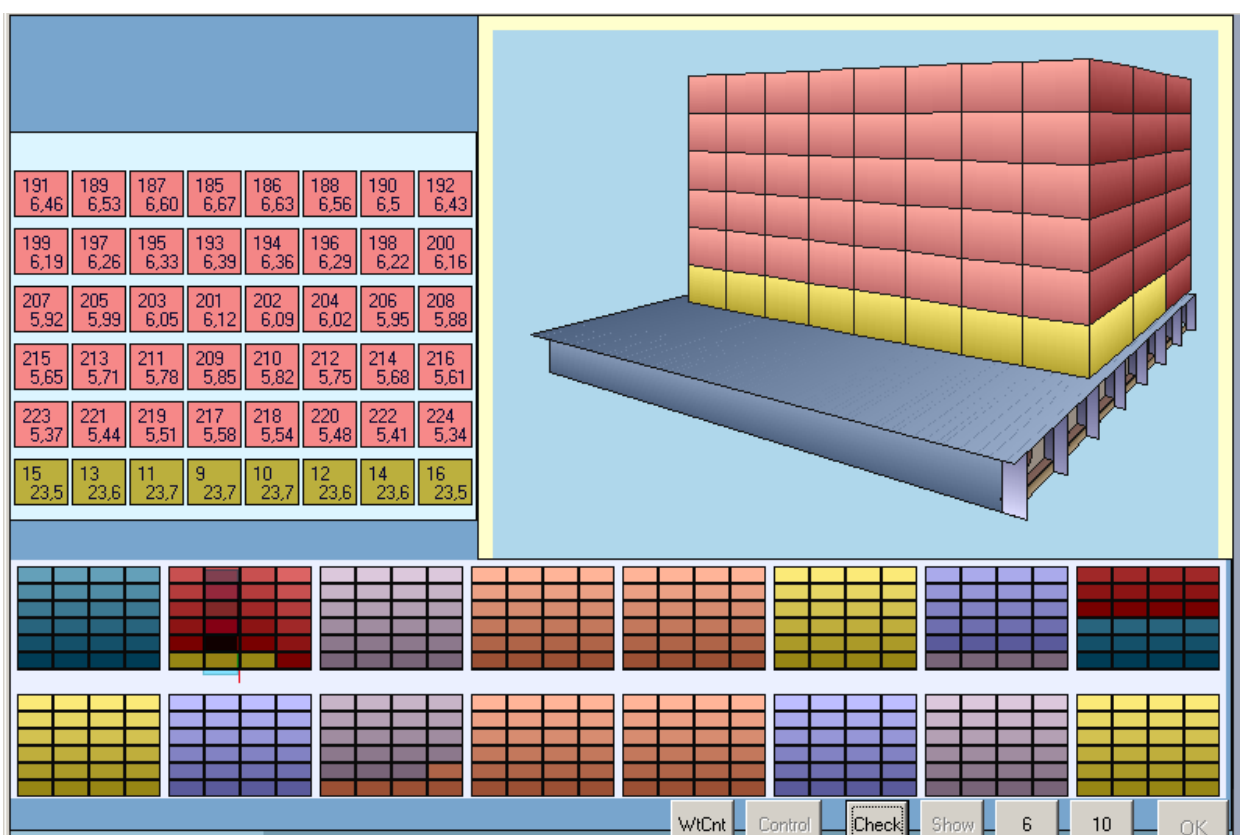 191 189 187 185 186 188 190 192
6,46 6,53 6,60 6,67 6,63 6,56 6,5 6,43
199 197 195 193 194 196 198 200
6,19 6,26 6,33 6,39 6,36 6,29 6,22 6,16
207 205 203 201 202 204 206 208
5,92 5,99 6,05 6,12 6,09 6,02 5,95 5,88
215 213 211 209 210 212 214 216
5,65 5,71 5,78 5,85 5,82 5,75 5,68 5,61
223 221 219 217 218 220 222 224
5,37 5,44 5,51 5,58 5,54 5,48 5,41 5,34
15 13 11 9 10 12 14 16
23,5 23,6 23,7 23,7 23,7 23,6 23,6 23,5
WtCnt Control Check Show 6 10 OK